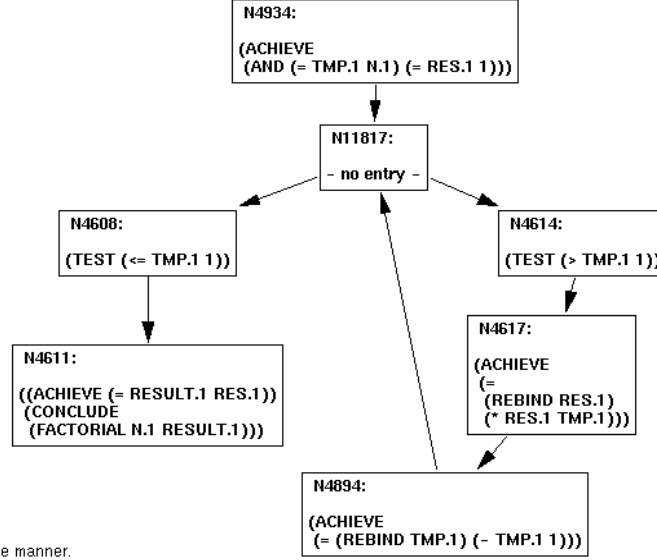 N4934:
(ACHIEVE
(AND (= TMP.1 N.1) (= RES.1 1)))
N11817:
- no entry -
N4608:
(TEST (<= TMP.1 1))
N4614:
(TEST (> TMP.1 1))
N4611:
((ACHIEVE (= RESULT.1 RES.1))
(CONCLUDE
(FACTORIAL N.1 RESULT.1)))
N4617:
(ACHIEVE
(=
(REBIND RES.1)
(* RES.1 TMP.1)))
N4894:
(ACHIEVE
(= (REBIND TMP.1) (- TMP.1 1)))
e manner.